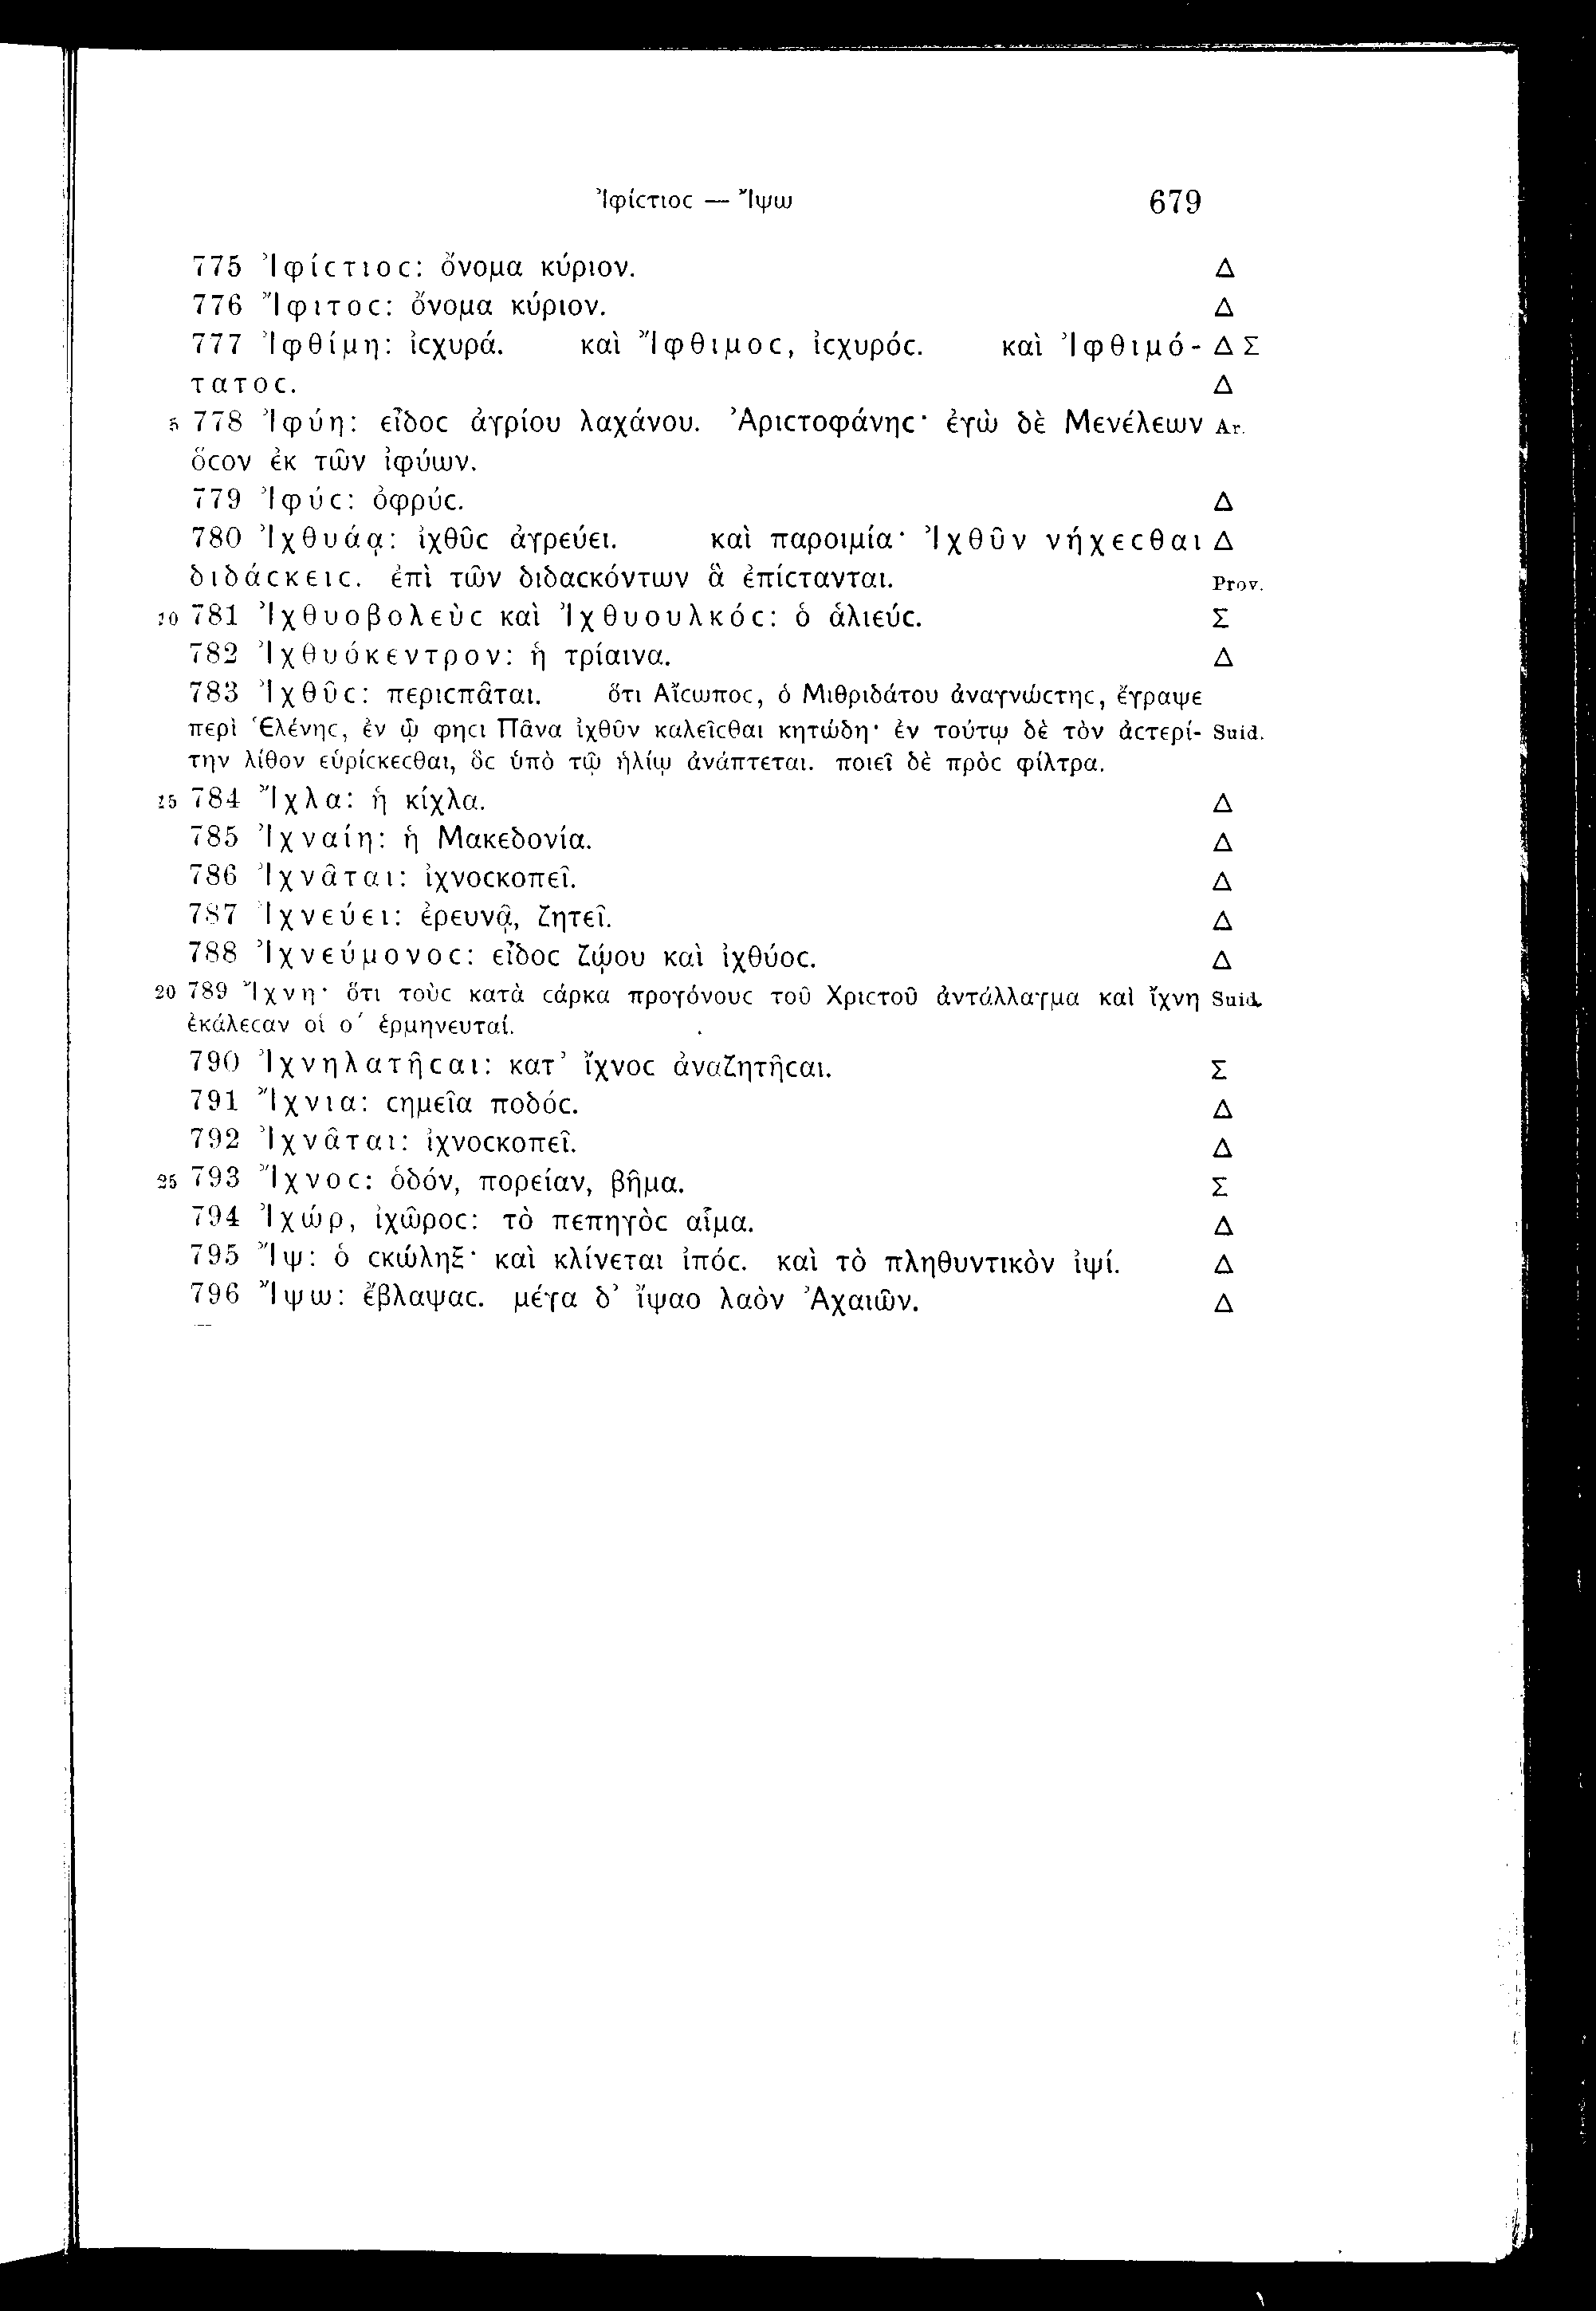 Ἰφίϲτιοϲ — Ἴψω 679
775 Ἰφίϲτιοϲ: ὄνομα κύριον. Δ
776 Ἴφιτοϲ: ὄνομα κύριον. Δ
777 Ἰφθίμη: ἰϲχυρά. καὶ Ἴφθιμοϲ, ἰϲχυρόϲ. καὶ Ἰφθιμό- Δ Σ
τατοϲ. Δ
5 778 Ἰφύη: εἶδοϲ ἀγρίου λαχάνου. Ἀριϲτοφάνηϲ· ἐγὼ δὲ Μενέλεων Ar.
ὅϲον ἐκ τῶν ἰφύων.
779 Ἰφύϲ: ὀφρύϲ. Δ
780 Ἰχθυάᾳ: ἰχθῦϲ ἀγρεύει. καὶ παροιμία· Ἰχθῦν νήχεϲθαι Δ
διδάϲκειϲ. ἐπὶ τῶν διδαϲκόντων ἃ ἐπίϲτανται. Prov.
10 781 Ἰχθυοβολεὺϲ καὶ Ἰχθυουλκόϲ: ὁ ἁλιεύϲ. Σ
782 Ἰχθυόκεντρον: ἡ τρίαινα. Δ
783 Ἰχθῦϲ: περιϲπᾶται. ὅτι Αἴϲωποϲ, ὁ Μιθριδάτου ἀναγνώϲτηϲ, ἔγραψε
περὶ Ἑλένηϲ, ἐν ᾧ φηϲι Πᾶνα ἰχθῦν καλεῖϲθαι κητώδη· ἐν τούτῳ δὲ τὸν ἀϲτερί- Suid.
την λίθον εὑρίϲκεϲθαι, ὃϲ ὑπὸ τῷ ἡλίῳ ἀνάπτεται. ποιεῖ δὲ πρὸϲ φίλτρα.
15 784 Ἴχλα: ἡ κίχλα. Δ
785 Ἰχναίη: ἡ Μακεδονία. Δ
786 Ἰχνᾶται: ἰχνοϲκοπεῖ. Δ
787 Ἰχνεύει: ἐρευνᾷ, ζητεῖ. Δ
788 Ἰχνεύμονοϲ: εἶδοϲ ζῴου καὶ ἰχθύοϲ. Δ
20 789 Ἴχνη· ὅτι τοὺϲ κατὰ ϲάρκα προγόνουϲ τοῦ Χριϲτοῦ ἀντάλλαγμα καὶ ἴχνη Suid.
ἐκάλεϲαν οἱ ο΄ ἑρμηνευταί.
790 Ἰχνηλατῆϲαι: κατ’ ἴχνοϲ ἀναζητῆϲαι. Σ
791 Ἴχνια: ϲημεῖα ποδόϲ. Δ
792 Ἰχνᾶται: ἰχνοϲκοπεῖ. Δ
25 793 Ἴχνοϲ: ὁδόν, πορείαν, βῆμα. Σ
794 Ἰχώρ, ἰχῶροϲ: τὸ πεπηγὸϲ αἷμα. Δ
795 Ἴψ: ὁ ϲκώληξ· καὶ κλίνεται ἰπόϲ. καὶ τὸ πληθυντικὸν ἰψί. Δ
796 Ἴψω: ἔβλαψαϲ. μέγα δ’ ἴψαο λαὸν Ἀχαιῶν. Δ